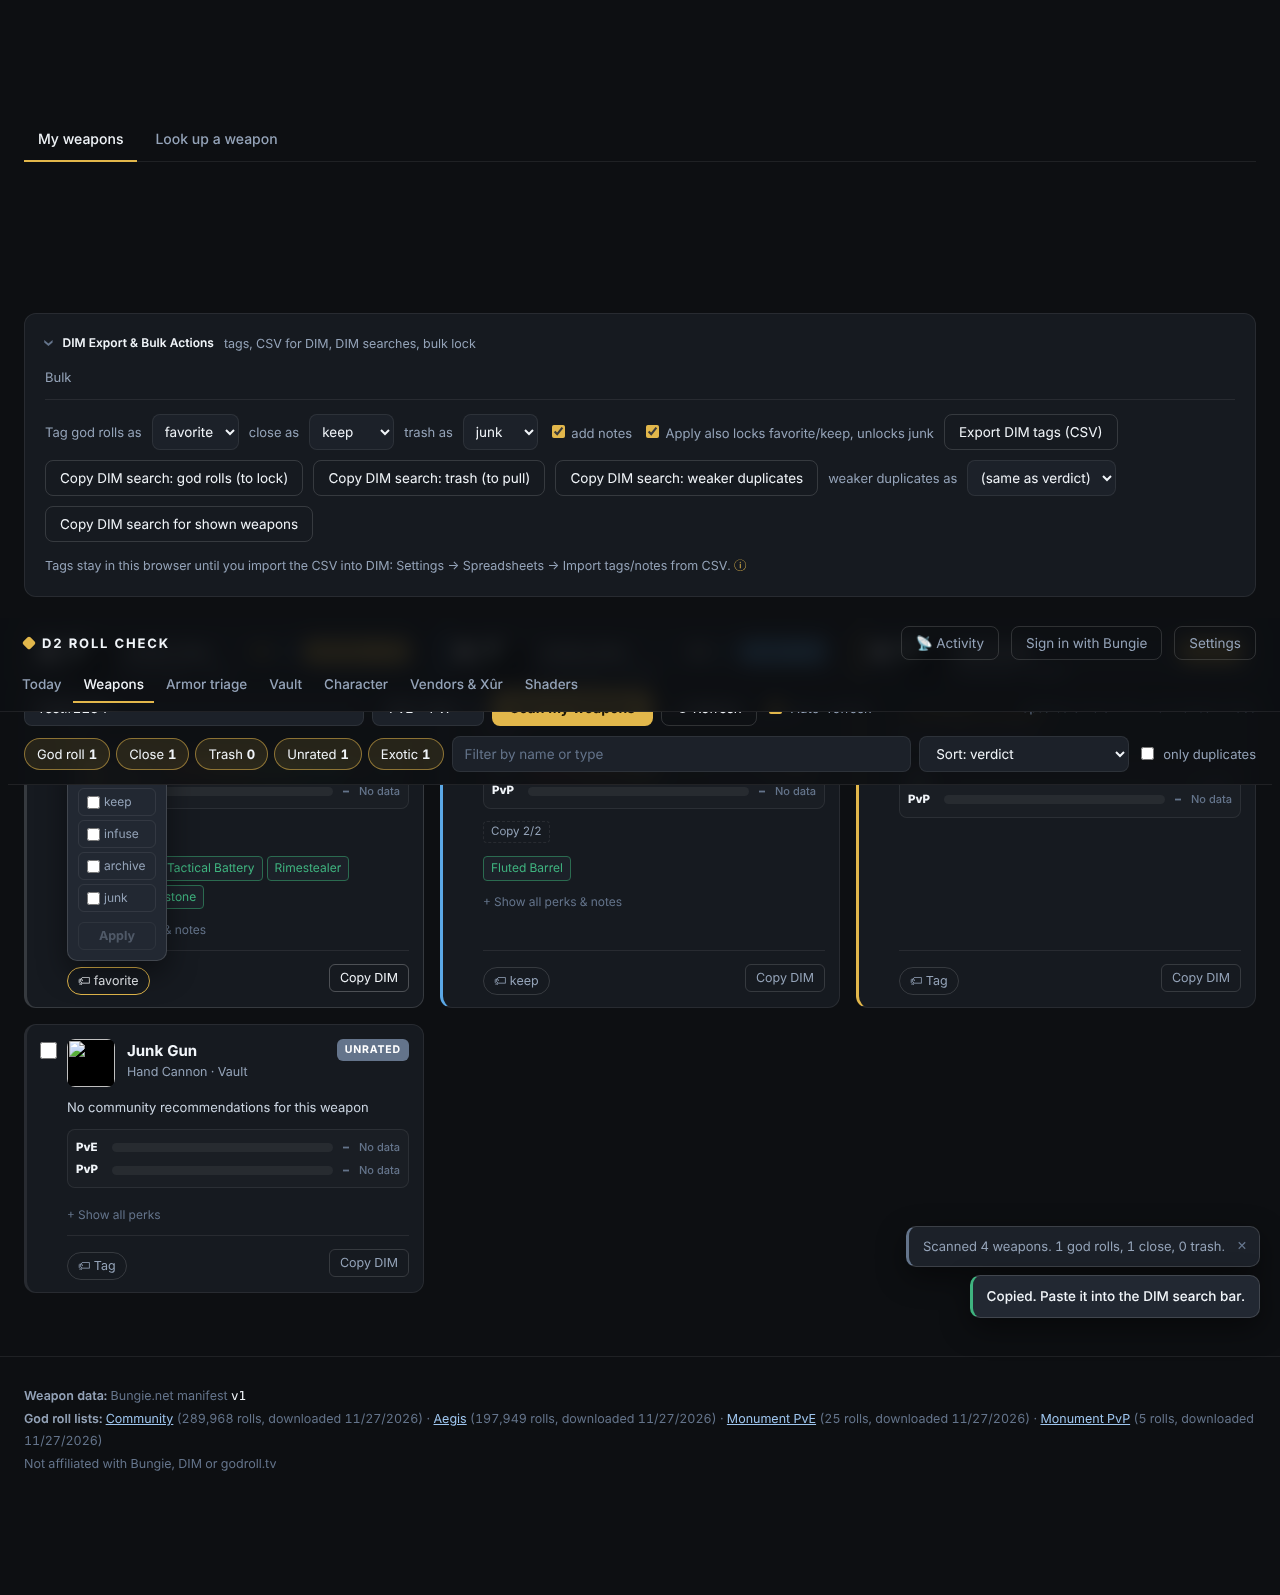 My weapons Look up a weapon
DIM Export & Bulk Actions tags, CSV for DIM, DIM searches, bulk lock
Bulk
Tag god rolls as favorite close as keep trash as junk add notes Apply also locks favorite/keep, unlocks junk Export DIM tags (CSV)
Copy DIM search: god rolls (to lock) Copy DIM search: trash (to pull) Copy DIM search: weaker duplicates weaker duplicates as (same as verdict)
Copy DIM search for shown weapons
Tags stay in this browser until you import the CSV into DIM: Settings → Spreadsheets → Import tags/notes from CSV. ⓘ
D2 ROLL CHECK 📡 Activity Sign in with Bungie Settings
Today Weapons Armor triage Vault Character Vendors & Xûr Shaders
God roll 1 Close 1 Trash 0 Unrated 1 Exotic 1 Filter by name or type Sort: verdict only duplicates
keep – No data PvP – No data PvP – No data
infuse Copy 2/2
archive Tactical Battery Rimestealer Fluted Barrel
junk stone
& notes + Show all perks & notes
Apply
🏷 favorite Copy DIM 🏷 keep Copy DIM 🏷 Tag Copy DIM
Junk Gun UNRATED
Hand Cannon · Vault
No community recommendations for this weapon
PvE – No data
PvP – No data
+ Show all perks
🏷 Tag Copy DIM
Scanned 4 weapons. 1 god rolls, 1 close, 0 trash. ×
Copied. Paste it into the DIM search bar.
Weapon data: Bungie.net manifest v1
God roll lists: Community (289,968 rolls, downloaded 11/27/2026) · Aegis (197,949 rolls, downloaded 11/27/2026) · Monument PvE (25 rolls, downloaded 11/27/2026) · Monument PvP (5 rolls, downloaded
11/27/2026)
Not affiliated with Bungie, DIM or godroll.tv